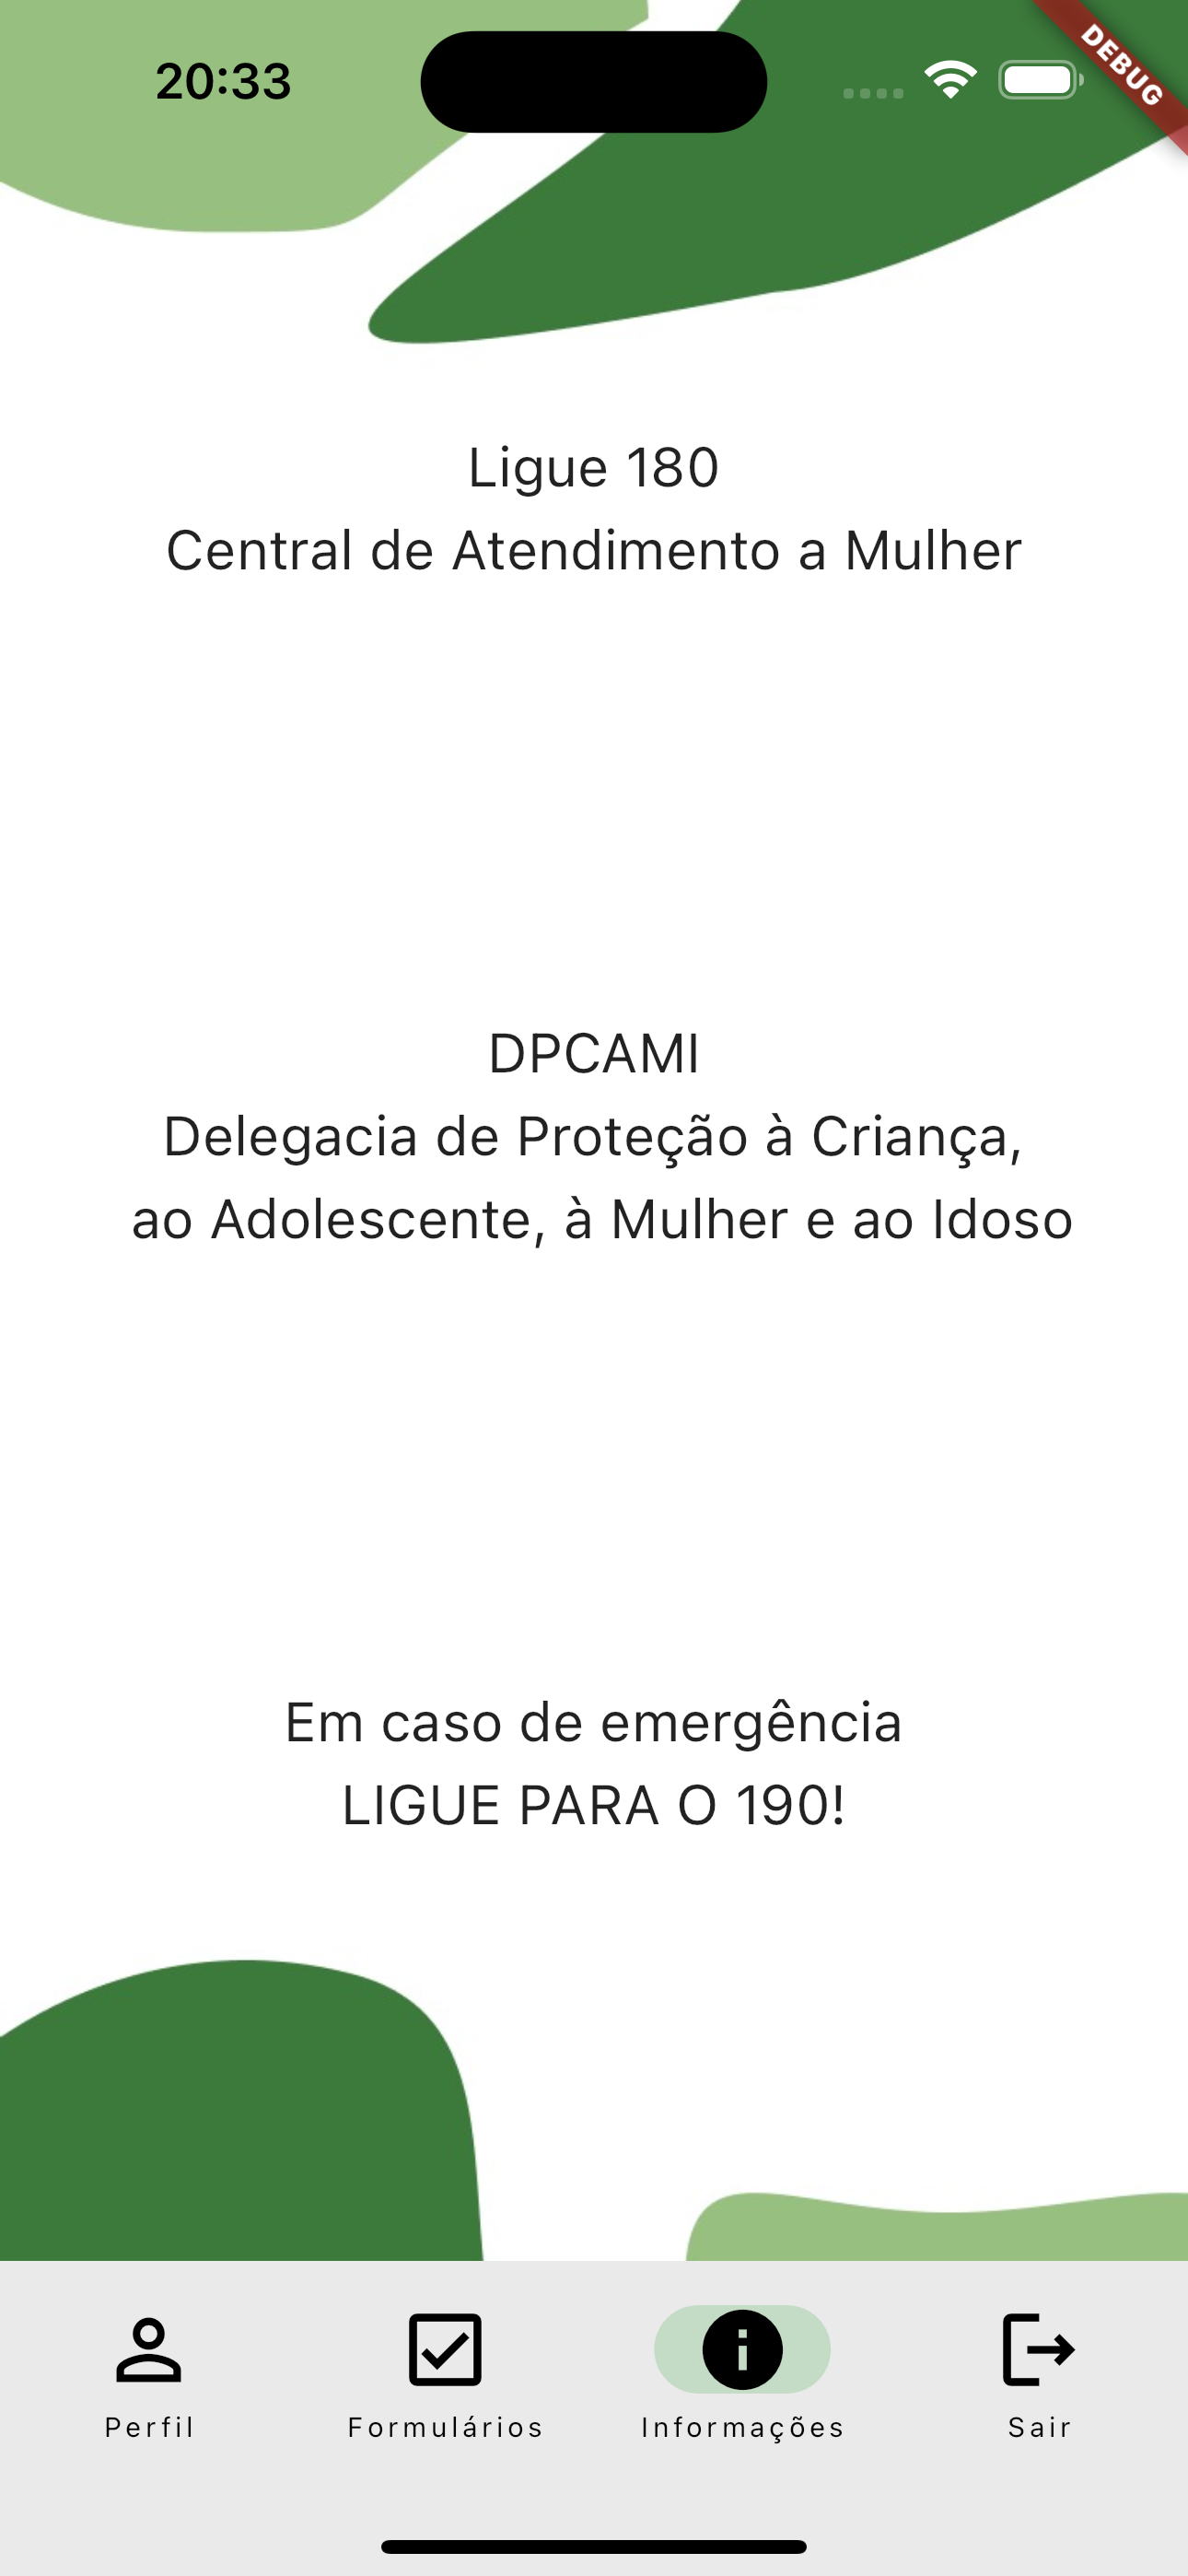 20:33
DEBUG
Ligue 180
Central de Atendimento a Mulher
DPCAMI
Delegacia de Proteção à Criança,
ao Adolescente, à Mulher e ao Idoso
Em caso de emergência
LIGUE PARA O 190!
Perfil
Formulários
Informações
Sair